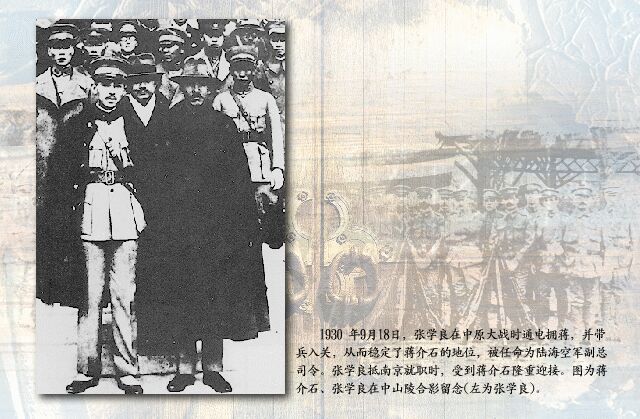 1930 年9月18日，张学良在中原大战时通电拥蒋，并带
兵入关，从而稳定了蒋介石的地位，被任命为陆海空军副总
司令。张学良抵南京就职时，受到蒋介石隆重迎接。图为蒋
介石、张学良在中山陵合影留念(左为张学良)。